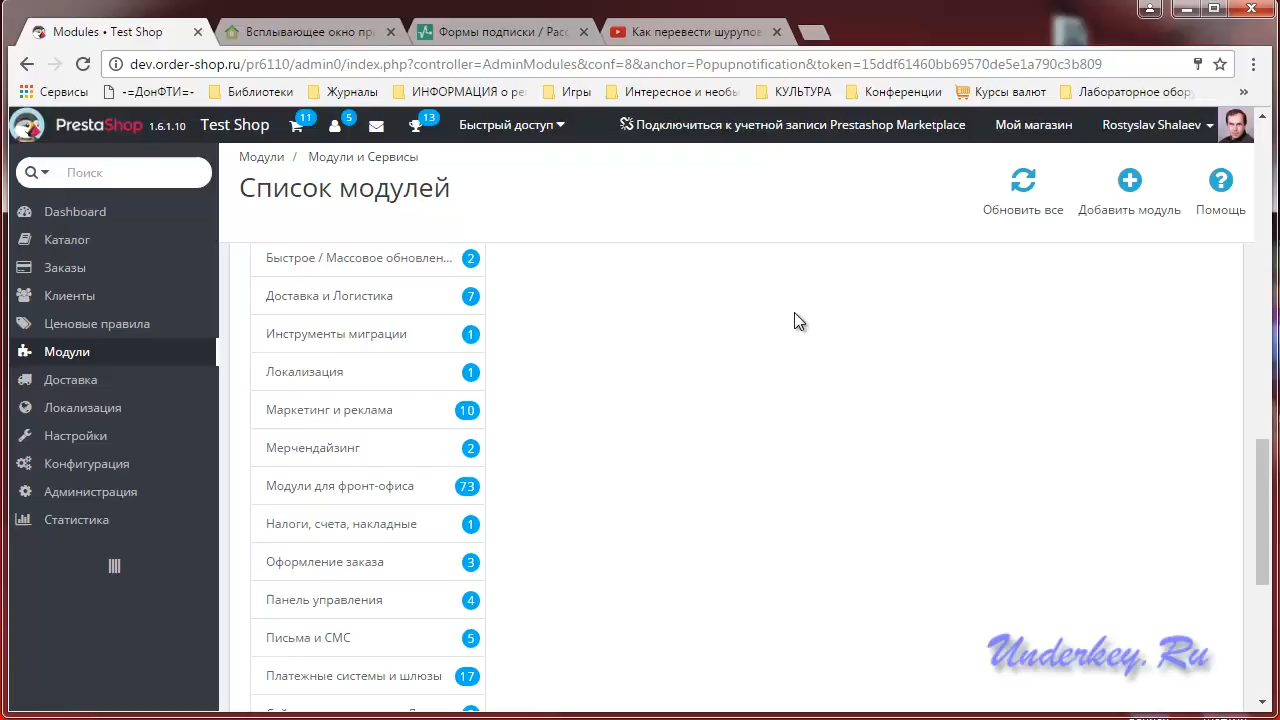 Modules • Test Shop
Всплывающее окно пр
Формы подписки / Расс
Как перевести шурупов
dev.order-shop.ru/pr6110/admin0/index.php?controller=AdminModules&conf=8&anchor=Popupnotification&token=15ddf61460bb69570de5e1a790c3b809
Сервисы
-=ДонФТИ=-
Библиотеки
Журналы
ИНФОРМАЦИЯ о ре
Игры
Интересное и необы
КУЛЬТУРА
Конференции
Курсы валют
Лабораторное обор
»
PrestaShop 1.6.1.10
Test Shop
11
5
13
Быстрый доступ
Подключиться к учетной записи Prestashop Marketplace
Мой магазин
Rostyslav Shalaev
Поиск
Dashboard
Каталог
Заказы
Клиенты
Ценовые правила
Модули
Доставка
Локализация
Настройки
Конфигурация
Администрация
Статистика
Модули / Модули и Сервисы
Список модулей
Обновить все
Добавить модуль
Помощь
Быстрое / Массовое обновлен... 2
Доставка и Логистика 7
Инструменты миграции 1
Локализация 1
Маркетинг и реклама 10
Мерчендайзинг 2
Модули для фронт-офиса 73
Налоги, счета, накладные 1
Оформление заказа 3
Панель управления 4
Письма и СМС 5
Платежные системы и шлюзы 17
Underkey.Ru